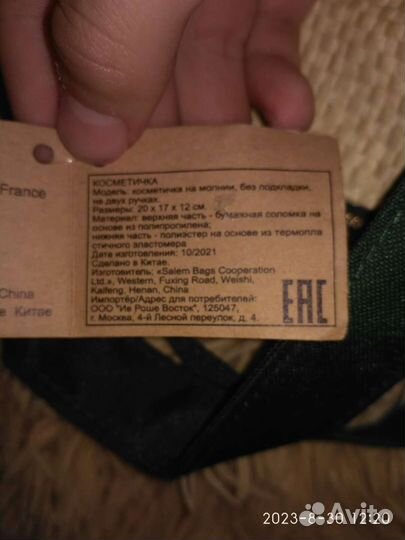 France
China
е Китае
КОСМЕТИЧКА
Модель: косметичка на молнии, без подкладки,
на двух ручках.
Размеры: 20 x 17 x 12 см.
Материал: верхняя часть - бумажная соломка на
основе из полипропилена;
нижняя часть - полиэстер на основе из термопла
стичного эластомера
Дата изготовления: 10/2021
Сделано в Китае.
Изготовитель: «Salem Bags Cooperation
Ltd.», Western, Fuxing Road, Weishi,
Kaifeng, Henan, China
Импортёр/Адрес для потребителей:
ООО "Ив Роше Восток", 125047,
г. Москва, 4-й Лесной переулок, д. 4.
EAC
2023-8-30 12:20
Avito